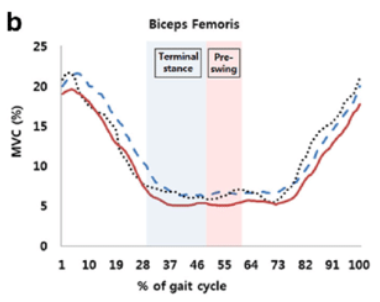 b
Biceps Femoris
25
20
15
10
5
0
MVC (%)
Terminal
stance
Pre-
swing
1 10 19 28 37 46 55 64 73 82 91 100
% of gait cycle